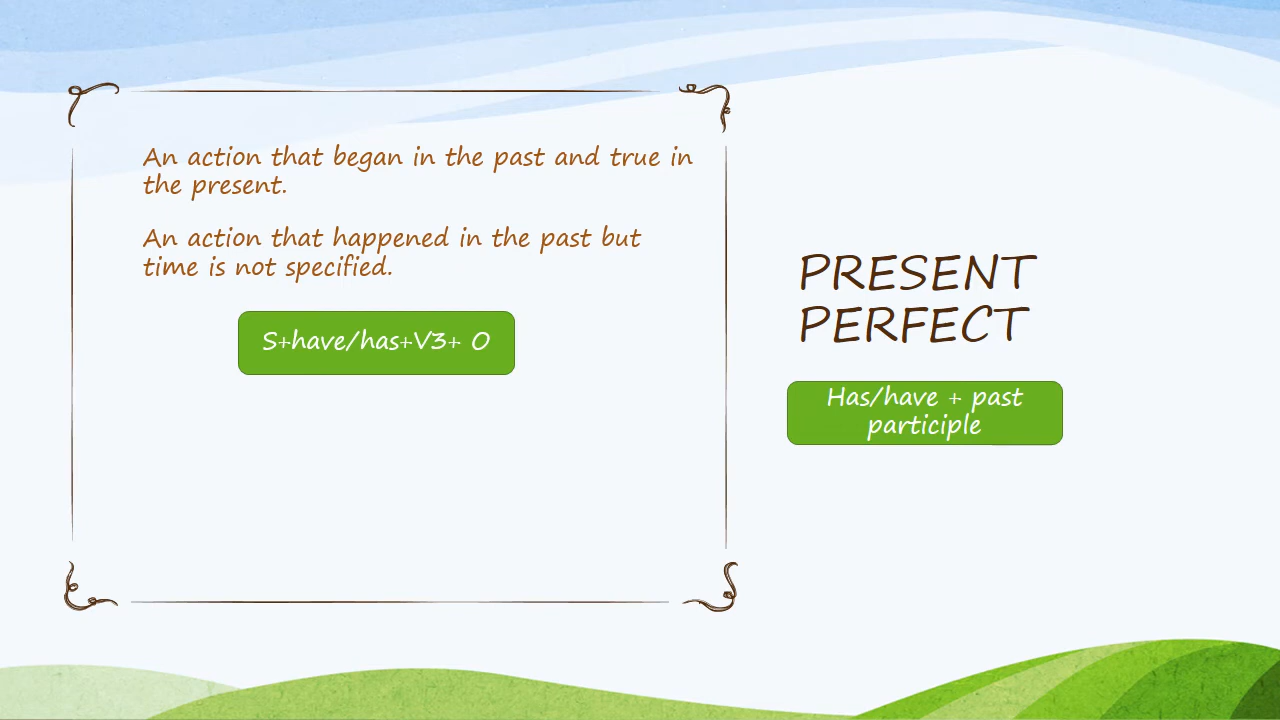 An action that began in the past and true in
the present.
An action that happened in the past but
time is not specified.
S+have/has+V3+ O
PRESENT
PERFECT
Has/have + past
participle